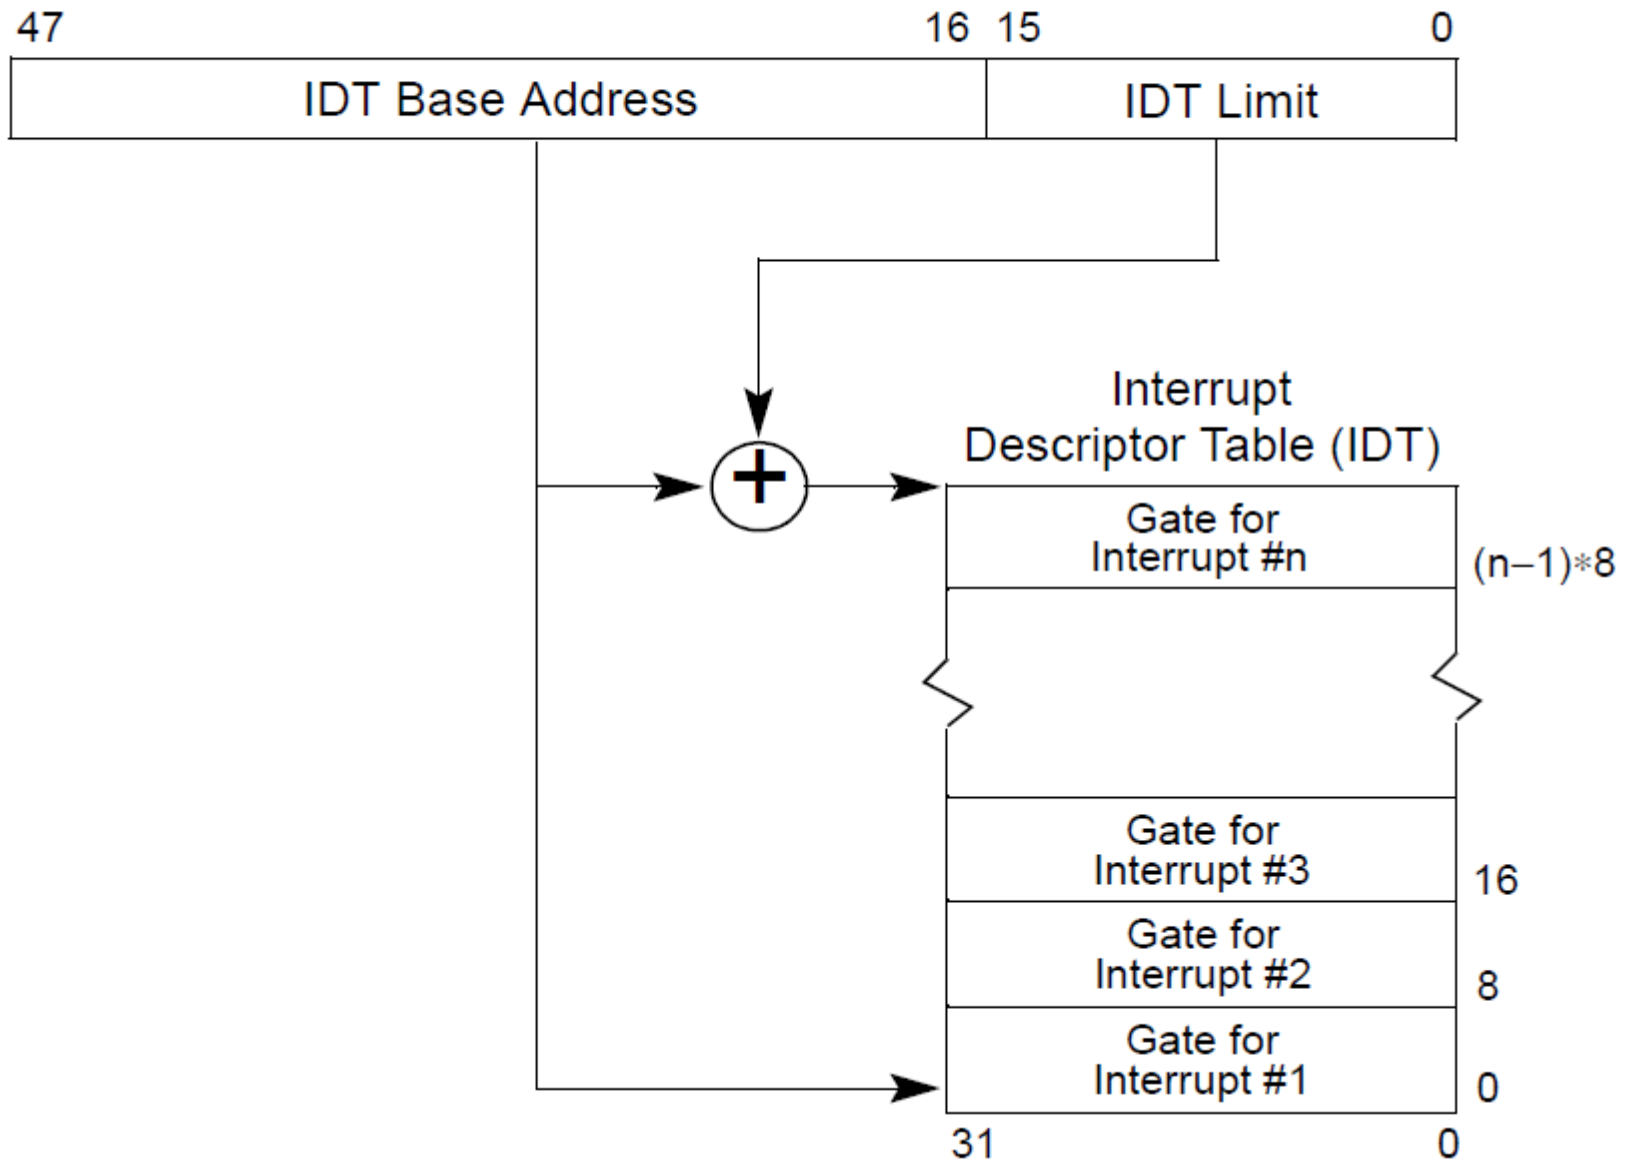 47 16 15 0
IDT Base Address IDT Limit
Interrupt
Descriptor Table (IDT)
+
Gate for
Interrupt #n
(n−1)*8
Gate for
Interrupt #3
16
Gate for
Interrupt #2
8
Gate for
Interrupt #1
0
31 0